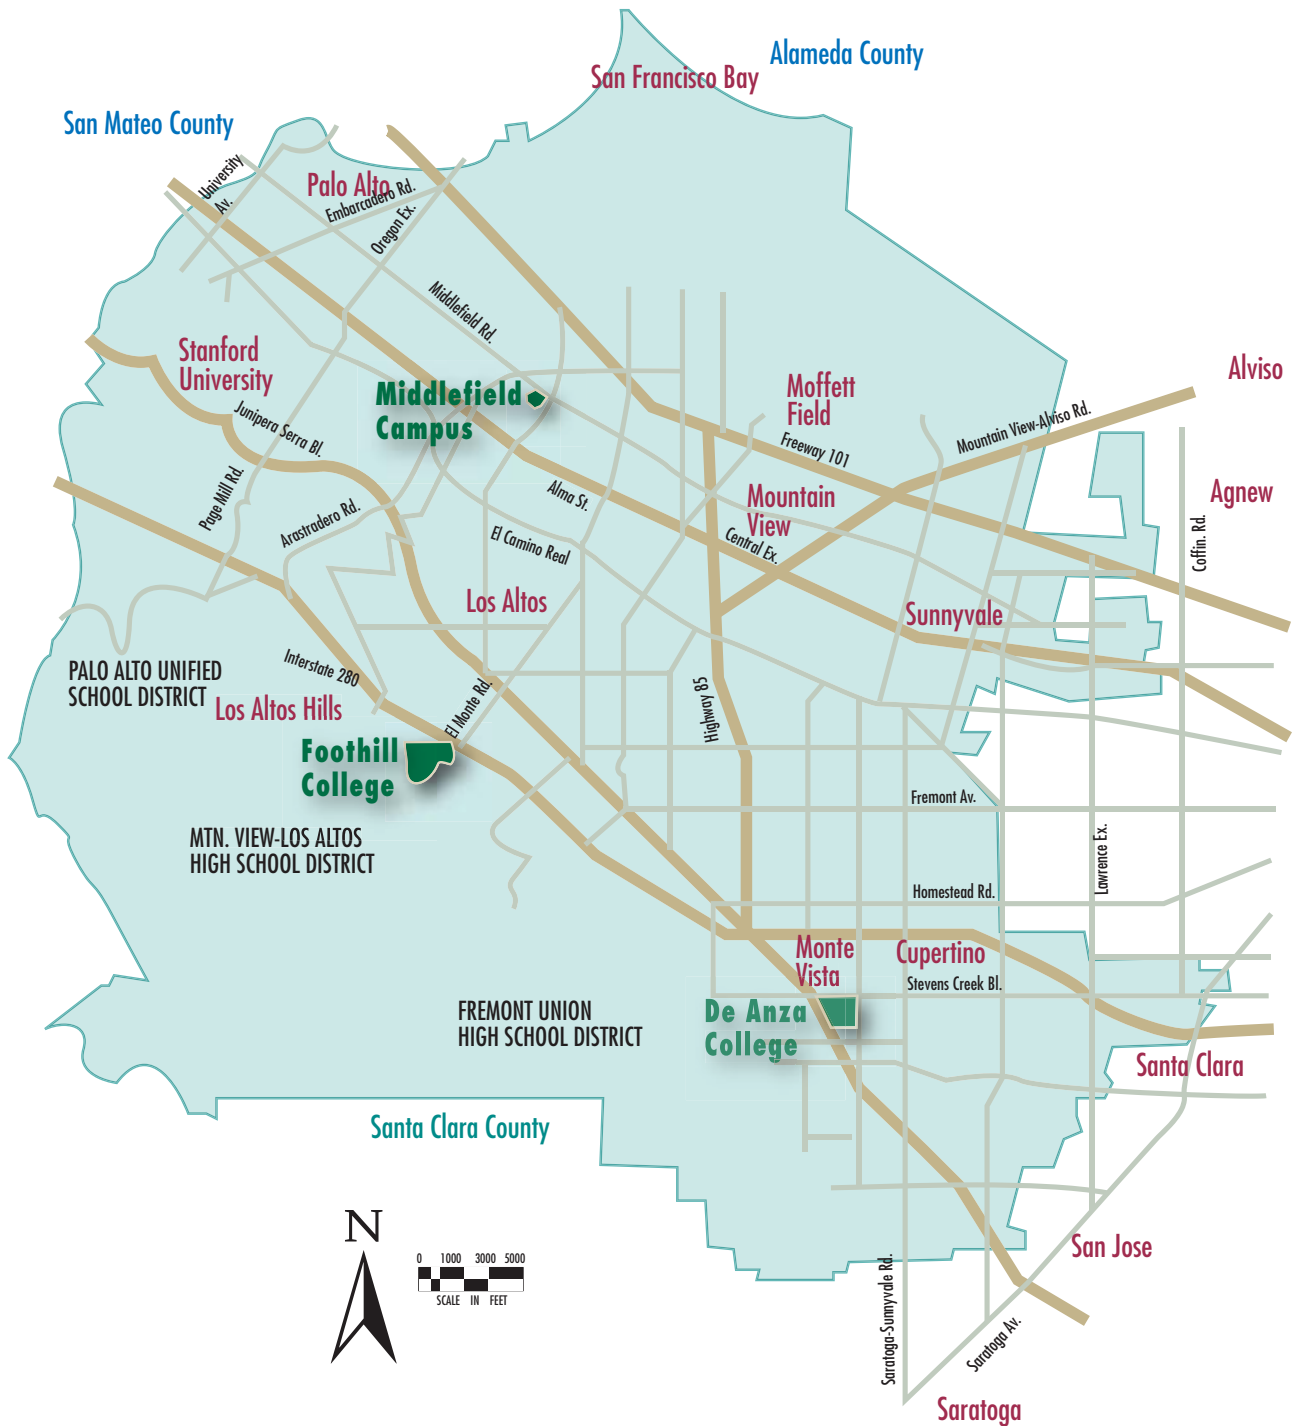 Alameda County
San Francisco Bay
San Mateo County
University
Av.
Palo Alto
Embarcadero Rd.
Oregon Ex.
Middlefield Rd.
Stanford
University
Middlefield
Campus
Junipera Serra Bl.
Moffett
Field
Alviso
Mountain View-Alviso Rd.
Freeway 101
Page Mill Rd.
Arastradero Rd.
Alma St.
Mountain
View
Agnew
Coffin. Rd.
El Camino Real
Central Ex.
Los Altos
Sunnyvale
PALO ALTO UNIFIED
SCHOOL DISTRICT
Interstate 280
Los Altos Hills
El Monte Rd.
Highway 85
Foothill
College
Fremont Av.
MTN. VIEW-LOS ALTOS
HIGH SCHOOL DISTRICT
Lawrence Ex.
Homestead Rd.
Monte
Vista
Cupertino
Stevens Creek Bl.
FREMONT UNION
HIGH SCHOOL DISTRICT
De Anza
College
Santa Clara
Santa Clara County
N
0 1000 3000 5000
SCALE IN FEET
San Jose
Saratoga-Sunnyvale Rd.
Saratoga Av.
Saratoga